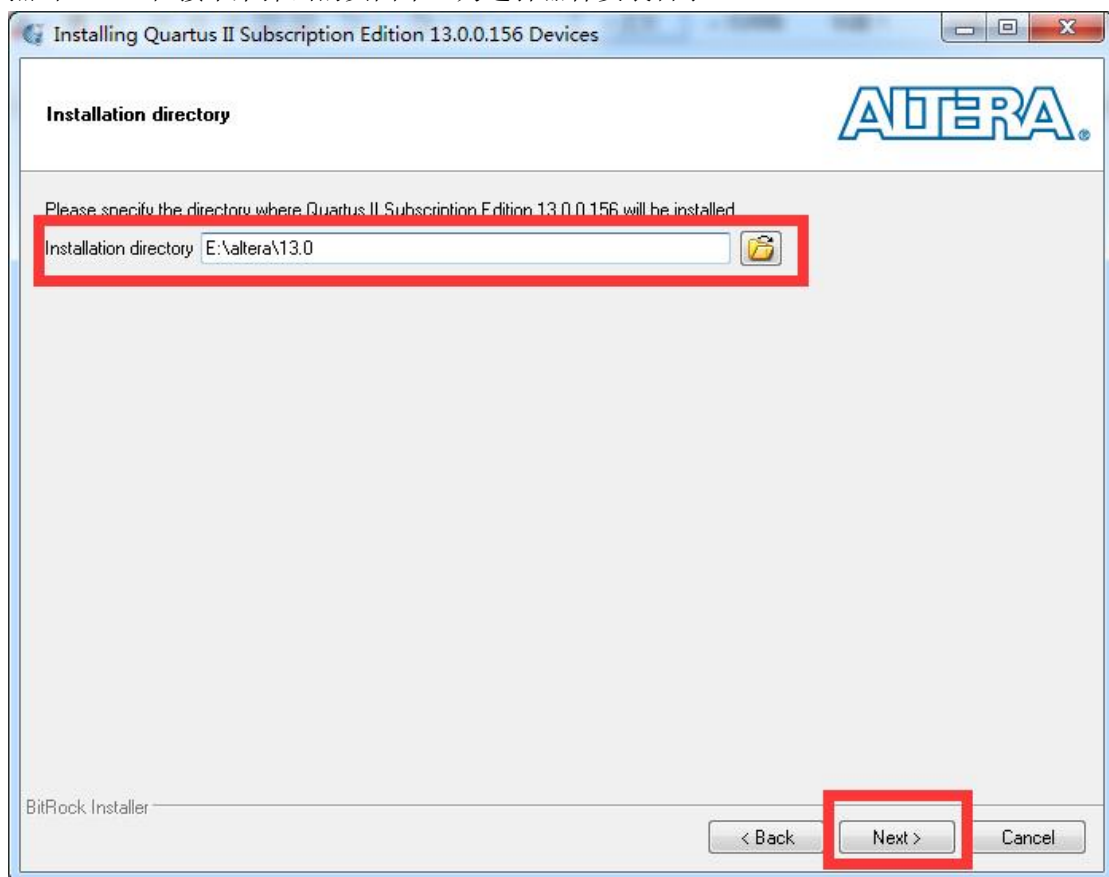 Installing Quartus II Subscription Edition 13.0.0.156 Devices
Installation directory
ALTERA®
Please specify the directory where Quartus II Subscription Edition 13.0.0.156 will be installed
Installation directory E:\altera\13.0
BitRock Installer
< Back Next > Cancel